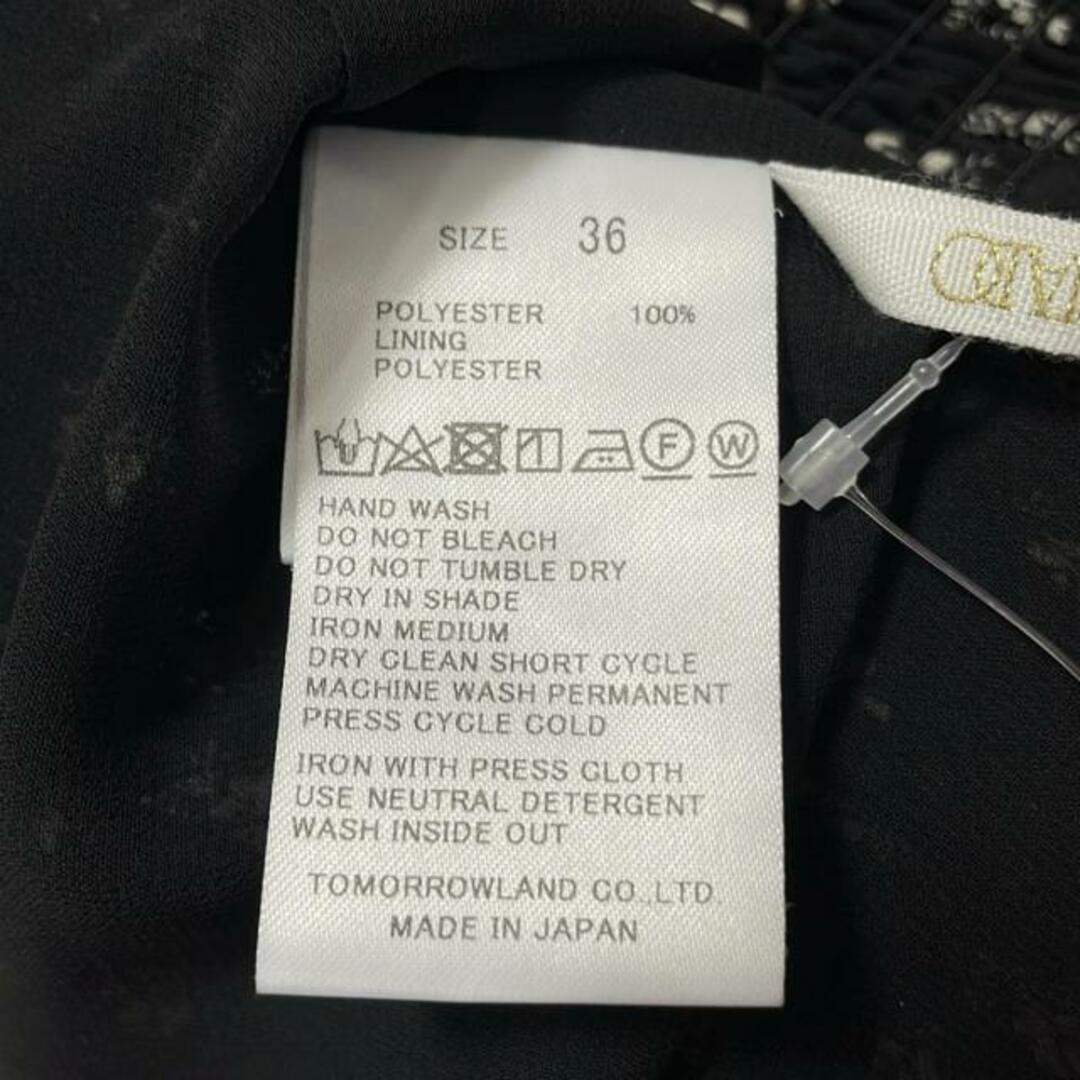 SIZE 36
POLYESTER 100%
LINING
POLYESTER
F W
HAND WASH
DO NOT BLEACH
DO NOT TUMBLE DRY
DRY IN SHADE
IRON MEDIUM
DRY CLEAN SHORT CYCLE
MACHINE WASH PERMANENT
PRESS CYCLE COLD
IRON WITH PRESS CLOTH
USE NEUTRAL DETERGENT
WASH INSIDE OUT
TOMORROWLAND CO.,LTD.
MADE IN JAPAN